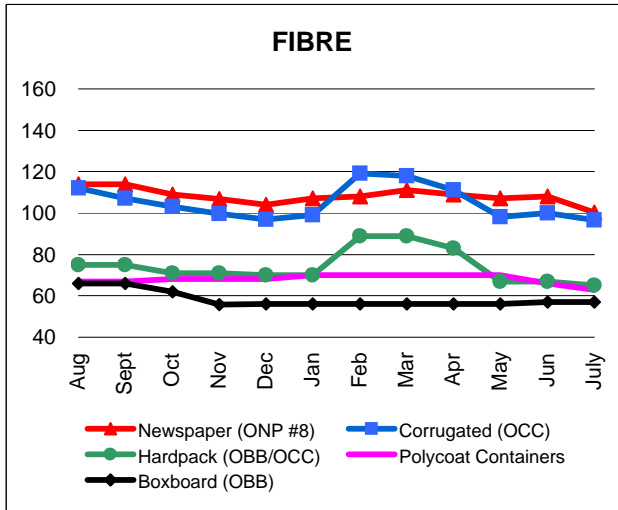 FIBRE
160
140
120
100
80
60
40
Aug Sept Oct Nov Dec Jan Feb Mar Apr May Jun July
Newspaper (ONP #8) Corrugated (OCC)
Hardpack (OBB/OCC) Polycoat Containers
Boxboard (OBB)